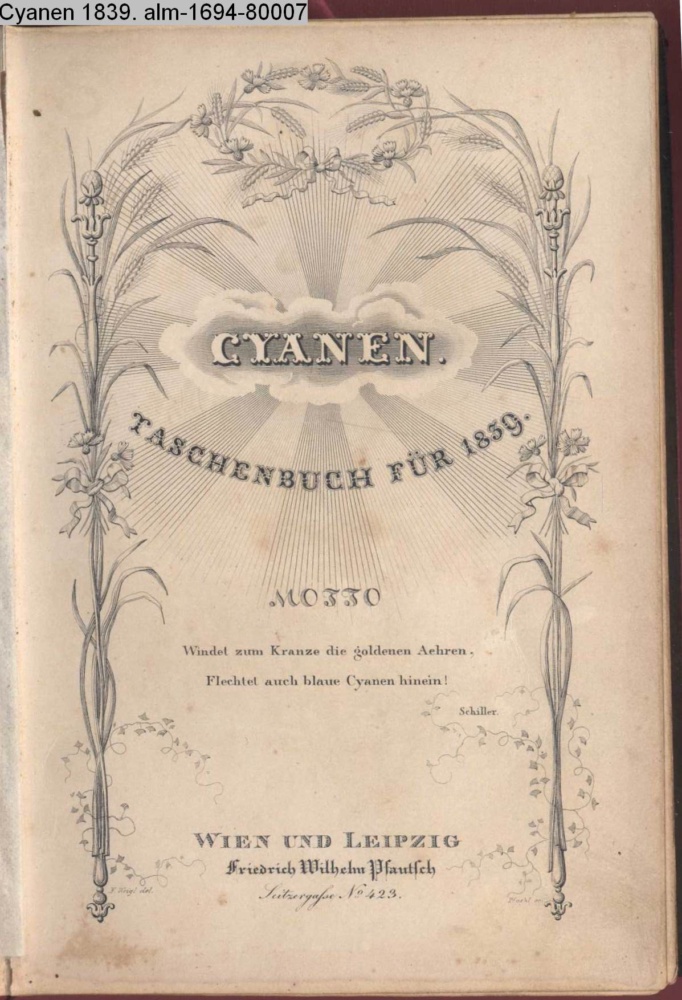 Cyanen 1839. alm-1694-80007
CYANEN.
TASCHENBUCH FÜR 1839.
MOTTO
Windet zum Kranze die goldenen Aehren,
Flechtet auch blaue Cyanen hinein!
Schiller.
WIEN UND LEIPZIG
Friedrich Wilhelm Pfautsch
Seitzergaſse No 423.
del.